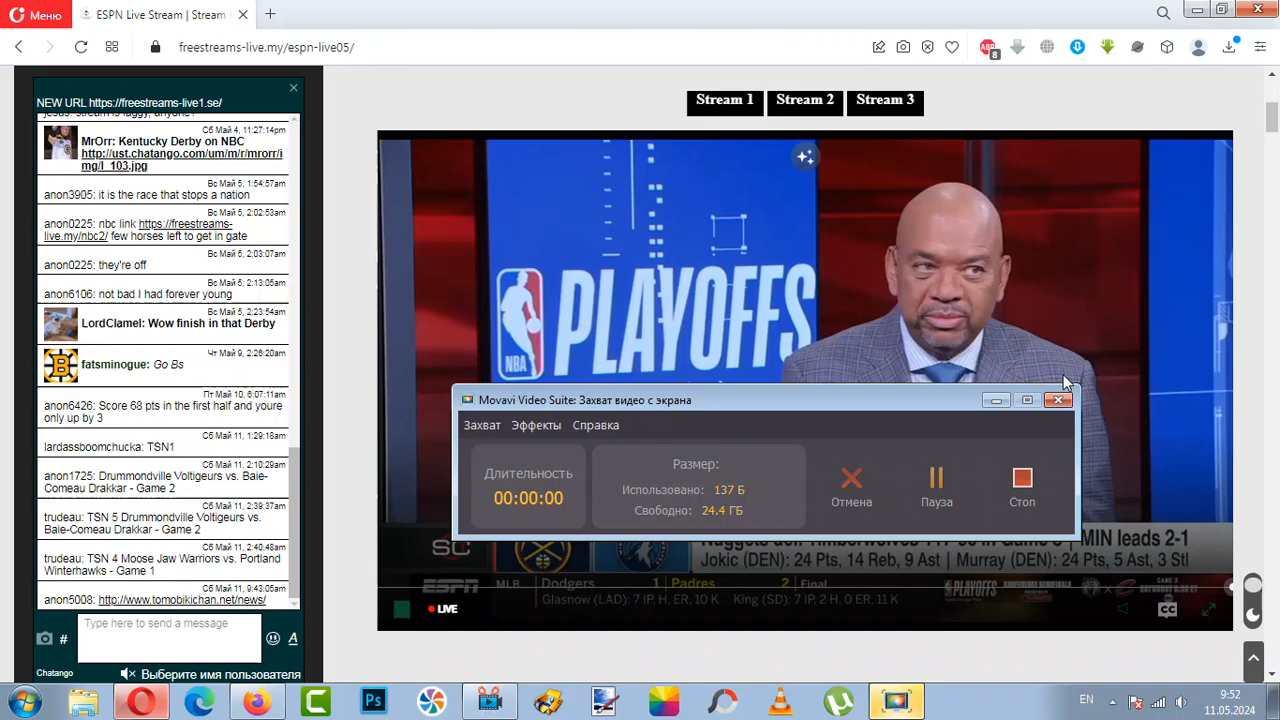 Меню
ESPN Live Stream | Stream
freestreams-live.my/espn-live05/
8
NEW URL https://freestreams-live1.se/
Сб Май 4, 11:27:14pm
MrOrr: Kentucky Derby on NBC
http://ust.chatango.com/um/m/r/mrorr/i
mg/l_103.jpg
Вс Май 5, 1:54:57am
anon3905: it is the race that stops a nation
Вс Май 5, 2:02:53am
anon0225: nbc link https://freestreams-
live.my/nbc2/ few horses left to get in gate
Вс Май 5, 2:03:07am
anon0225: they're off
Вс Май 5, 2:13:05am
anon6106: not bad I had forever young
Вс Май 5, 2:23:54am
LordClamel: Wow finish in that Derby
Чт Май 9, 2:26:20am
fatsminogue: Go Bs
Пт Май 10, 6:07:11am
anon6426: Score 68 pts in the first half and youre
only up by 3
Сб Май 11, 1:29:18am
lardassboomchucka: TSN1
Сб Май 11, 2:10:29am
anon1725: Drummondville Voltigeurs vs. Baie-
Comeau Drakkar - Game 2
Сб Май 11, 2:39:37am
trudeau: TSN 5 Drummondville Voltigeurs vs.
Baie-Comeau Drakkar - Game 2
Сб Май 11, 2:40:48am
trudeau: TSN 4 Moose Jaw Warriors vs. Portland
Winterhawks - Game 1
Сб Май 11, 9:43:05am
anon5008: http://www.tomobikichan.net/news/
Type here to send a message
Chatango
Выберите имя пользователя
Stream 1
Stream 2
Stream 3
NBA
PLAYOFFS
Movavi Video Suite: Захват видео с экрана
Захват Эффекты Справка
Длительность
00:00:00
Размер:
Использовано: 137 Б
Свободно: 24.4 ГБ
Отмена
Пауза
Стоп
SC
MIN leads 2-1
Jokic (DEN): 24 Pts, 14 Reb, 9 Ast | Murray (DEN): 24 Pts, 5 Ast, 3 Stl
ESPN
MLB
Dodgers 1 Padres 2 Final
Glasnow (LAD): 7 IP, H, ER, 10 K King (SD): 7 IP, 2 H, 0 ER, 11 K
PLAYOFFS
LIVE
CC
Ps
EN
9:52
11.05.2024